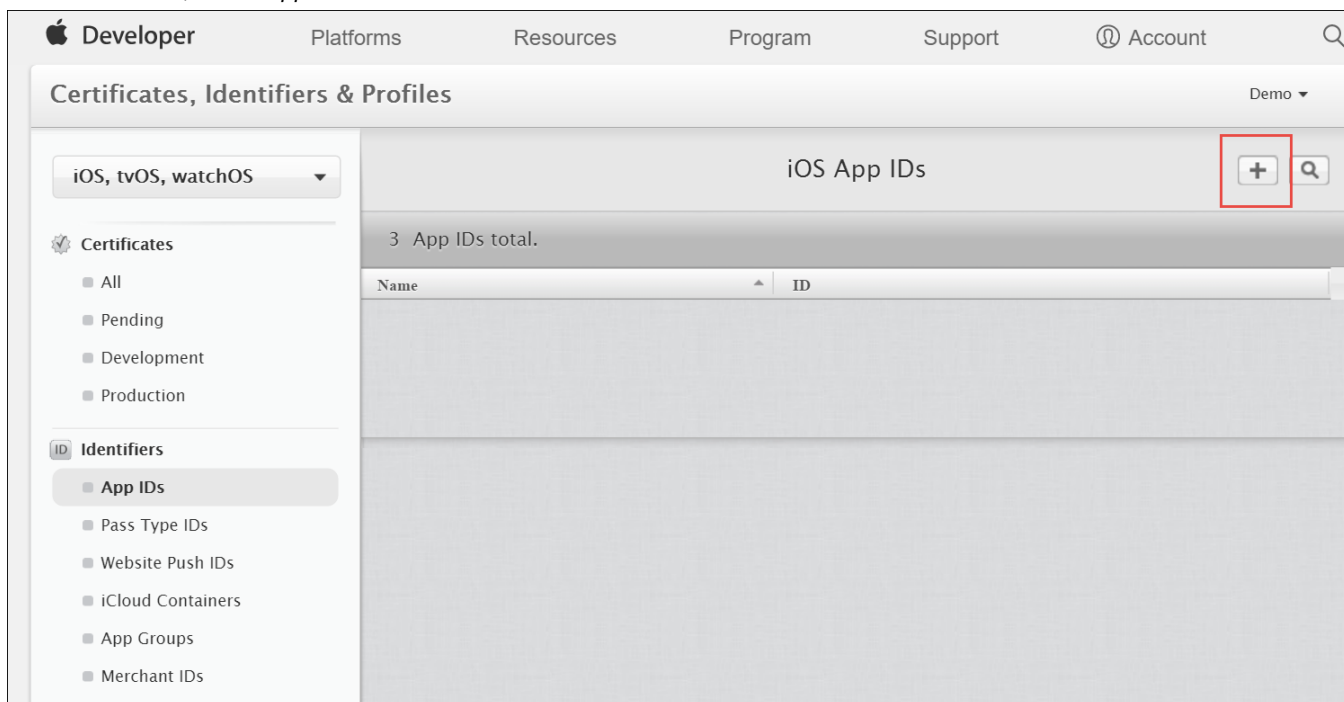 Developer Platforms Resources Program Support Account
Certificates, Identifiers & Profiles Demo
iOS, tvOS, watchOS
iOS App IDs
3 App IDs total.
Name ID
Certificates
All
Pending
Development
Production
ID Identifiers
App IDs
Pass Type IDs
Website Push IDs
iCloud Containers
App Groups
Merchant IDs